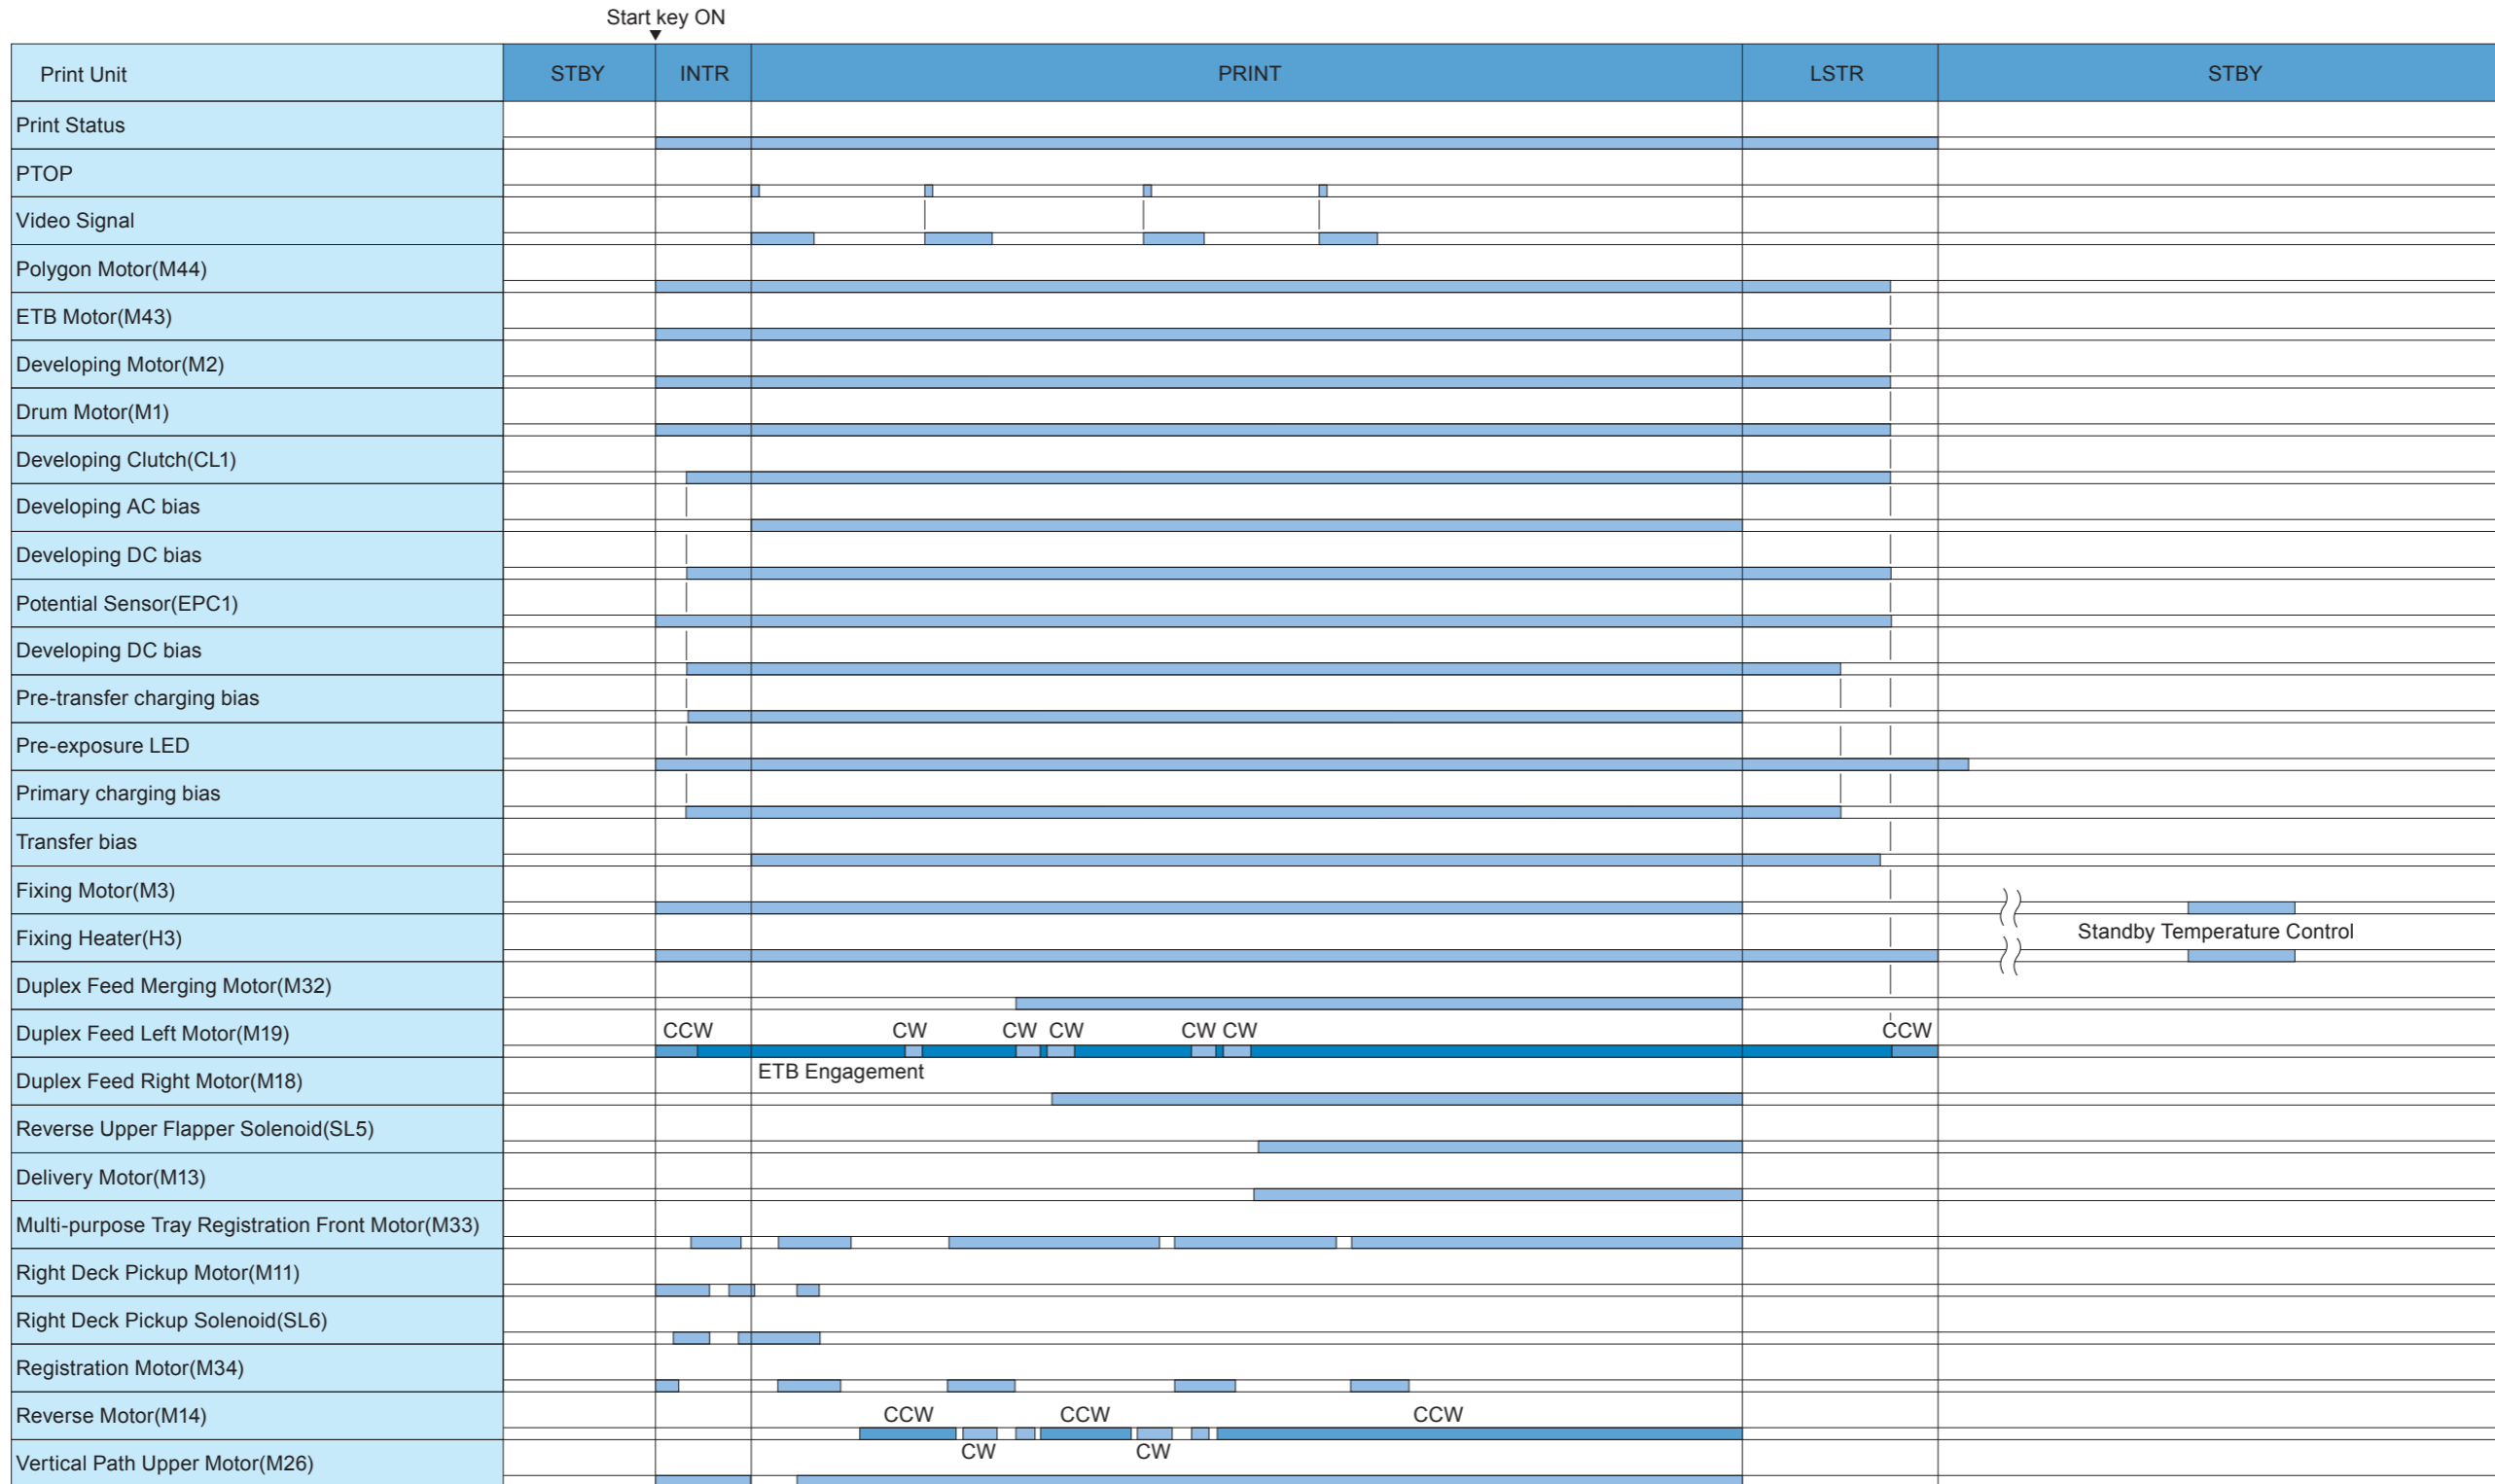 Start key ON
Print Unit STBY INTR PRINT LSTR STBY
Print Status
PTOP
Video Signal
Polygon Motor(M44)
ETB Motor(M43)
Developing Motor(M2)
Drum Motor(M1)
Developing Clutch(CL1)
Developing AC bias
Developing DC bias
Potential Sensor(EPC1)
Developing DC bias
Pre-transfer charging bias
Pre-exposure LED
Primary charging bias
Transfer bias
Fixing Motor(M3)
Fixing Heater(H3) Standby Temperature Control
Duplex Feed Merging Motor(M32)
Duplex Feed Left Motor(M19) CCW CW CW CW CW CW CCW
ETB Engagement
Duplex Feed Right Motor(M18)
Reverse Upper Flapper Solenoid(SL5)
Delivery Motor(M13)
Multi-purpose Tray Registration Front Motor(M33)
Right Deck Pickup Motor(M11)
Right Deck Pickup Solenoid(SL6)
Registration Motor(M34)
Reverse Motor(M14) CCW CCW CCW
CW CW
Vertical Path Upper Motor(M26)